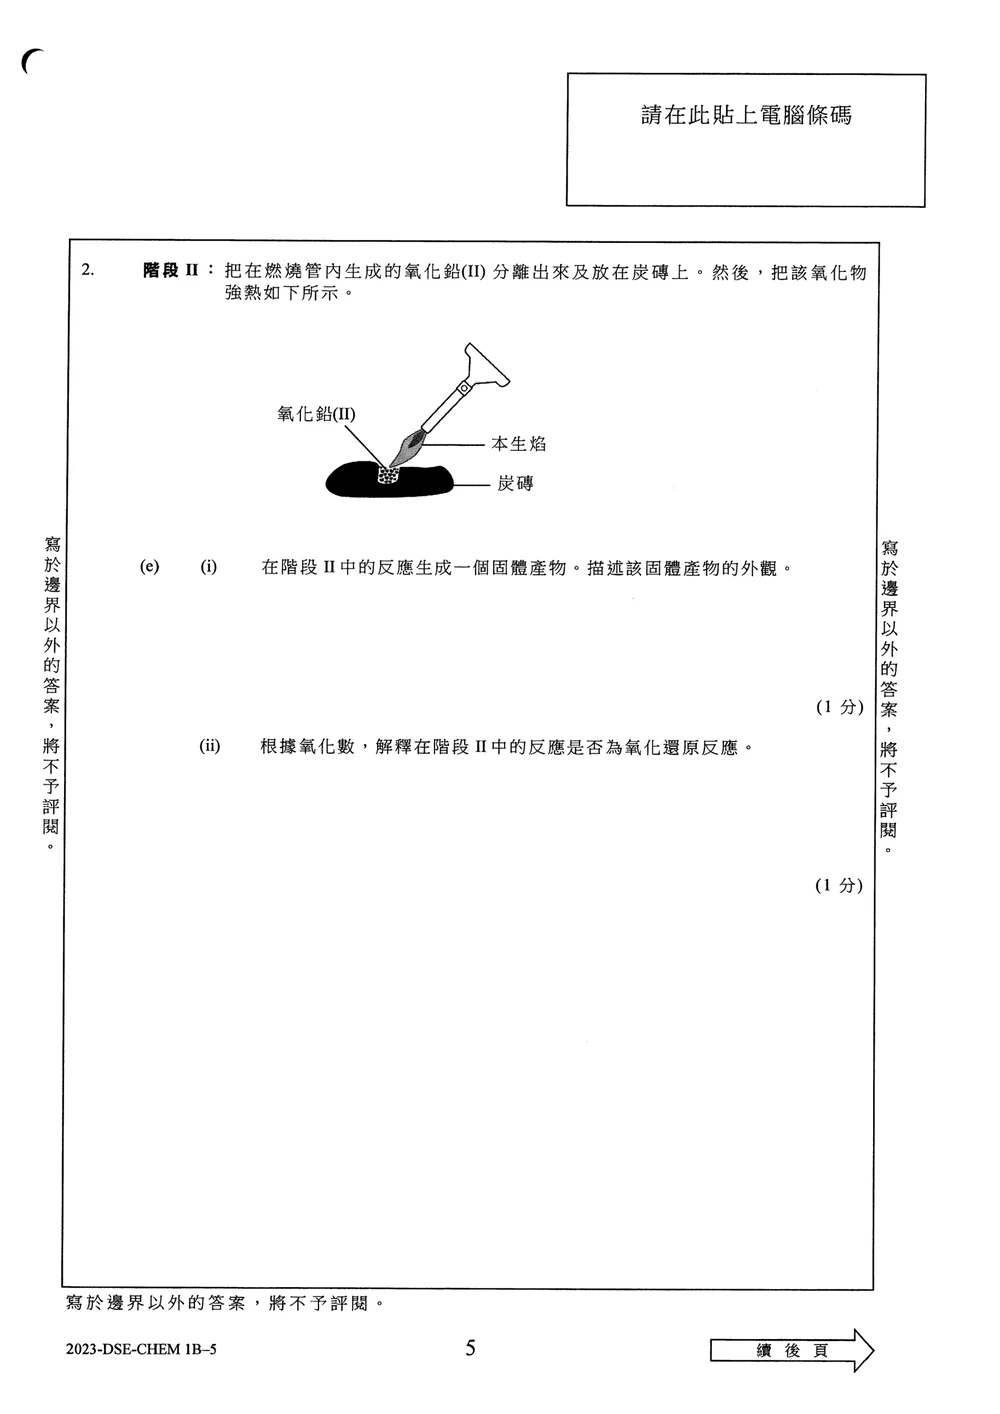 請在此貼上電腦條碼
2. 階段 II： 把在燃燒管內生成的氧化鉛(II) 分離出來及放在炭磚上。然後，把該氧化物
強熱如下所示。
氧化鉛(II)
本生焰
炭磚
(e) (i) 在階段 II 中的反應生成一個固體產物。描述該固體產物的外觀。
(1 分)
(ii) 根據氧化數，解釋在階段 II 中的反應是否為氧化還原反應。
(1 分)
寫於邊界以外的答案，將不予評閱。
寫於邊界以外的答案，將不予評閱。
寫於邊界以外的答案，將不予評閱。
2023-DSE-CHEM 1B–5
5
續後頁